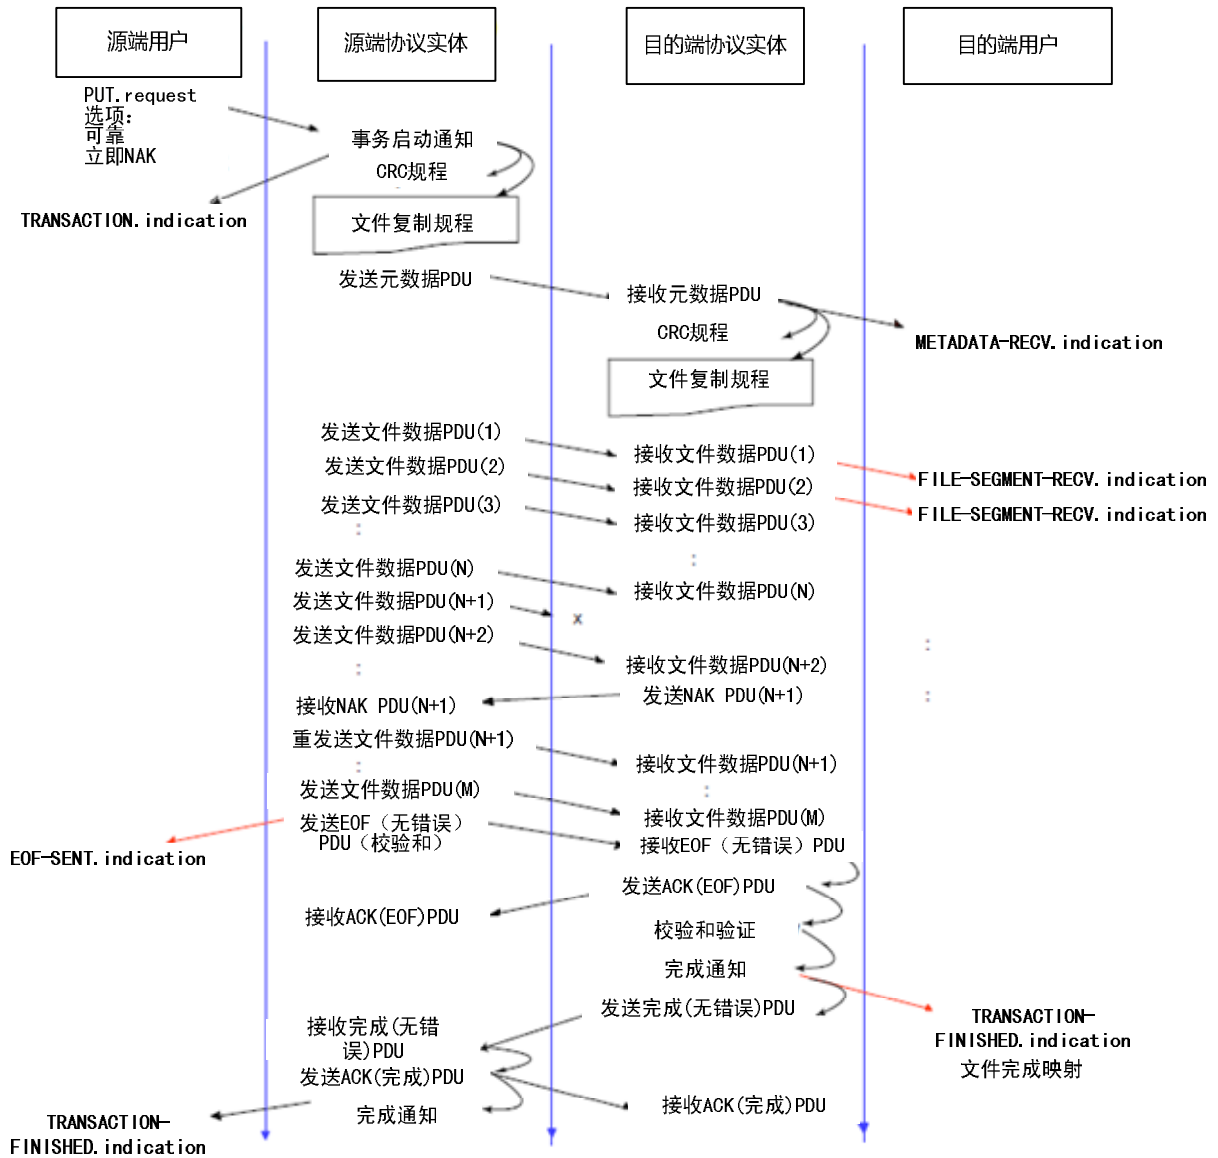 源端用户
源端协议实体
目的端协议实体
目的端用户
PUT.request
选项：
可靠
立即NAK
事务启动通知
CRC规程
TRANSACTION.indication
文件复制规程
发送元数据PDU
接收元数据PDU
CRC规程
METADATA-RECV.indication
文件复制规程
发送文件数据PDU(1)
接收文件数据PDU(1)
发送文件数据PDU(2)
FILE-SEGMENT-RECV.indication
接收文件数据PDU(2)
发送文件数据PDU(3)
FILE-SEGMENT-RECV.indication
接收文件数据PDU(3)
:
:
发送文件数据PDU(N)
接收文件数据PDU(N)
发送文件数据PDU(N+1)
x
发送文件数据PDU(N+2)
:
接收文件数据PDU(N+2)
:
发送NAK PDU(N+1)
:
接收NAK PDU(N+1)
重发送文件数据PDU(N+1)
接收文件数据PDU(N+1)
:
:
发送文件数据PDU(M)
接收文件数据PDU(M)
发送EOF（无错误）
PDU（校验和）
接收EOF（无错误）PDU
EOF-SENT.indication
发送ACK(EOF)PDU
接收ACK(EOF)PDU
校验和验证
完成通知
发送完成(无错误)PDU
TRANSACTION-
FINISHED.indication
文件完成映射
接收完成(无错
误)PDU
发送ACK(完成)PDU
接收ACK(完成)PDU
完成通知
TRANSACTION-
FINISHED.indication